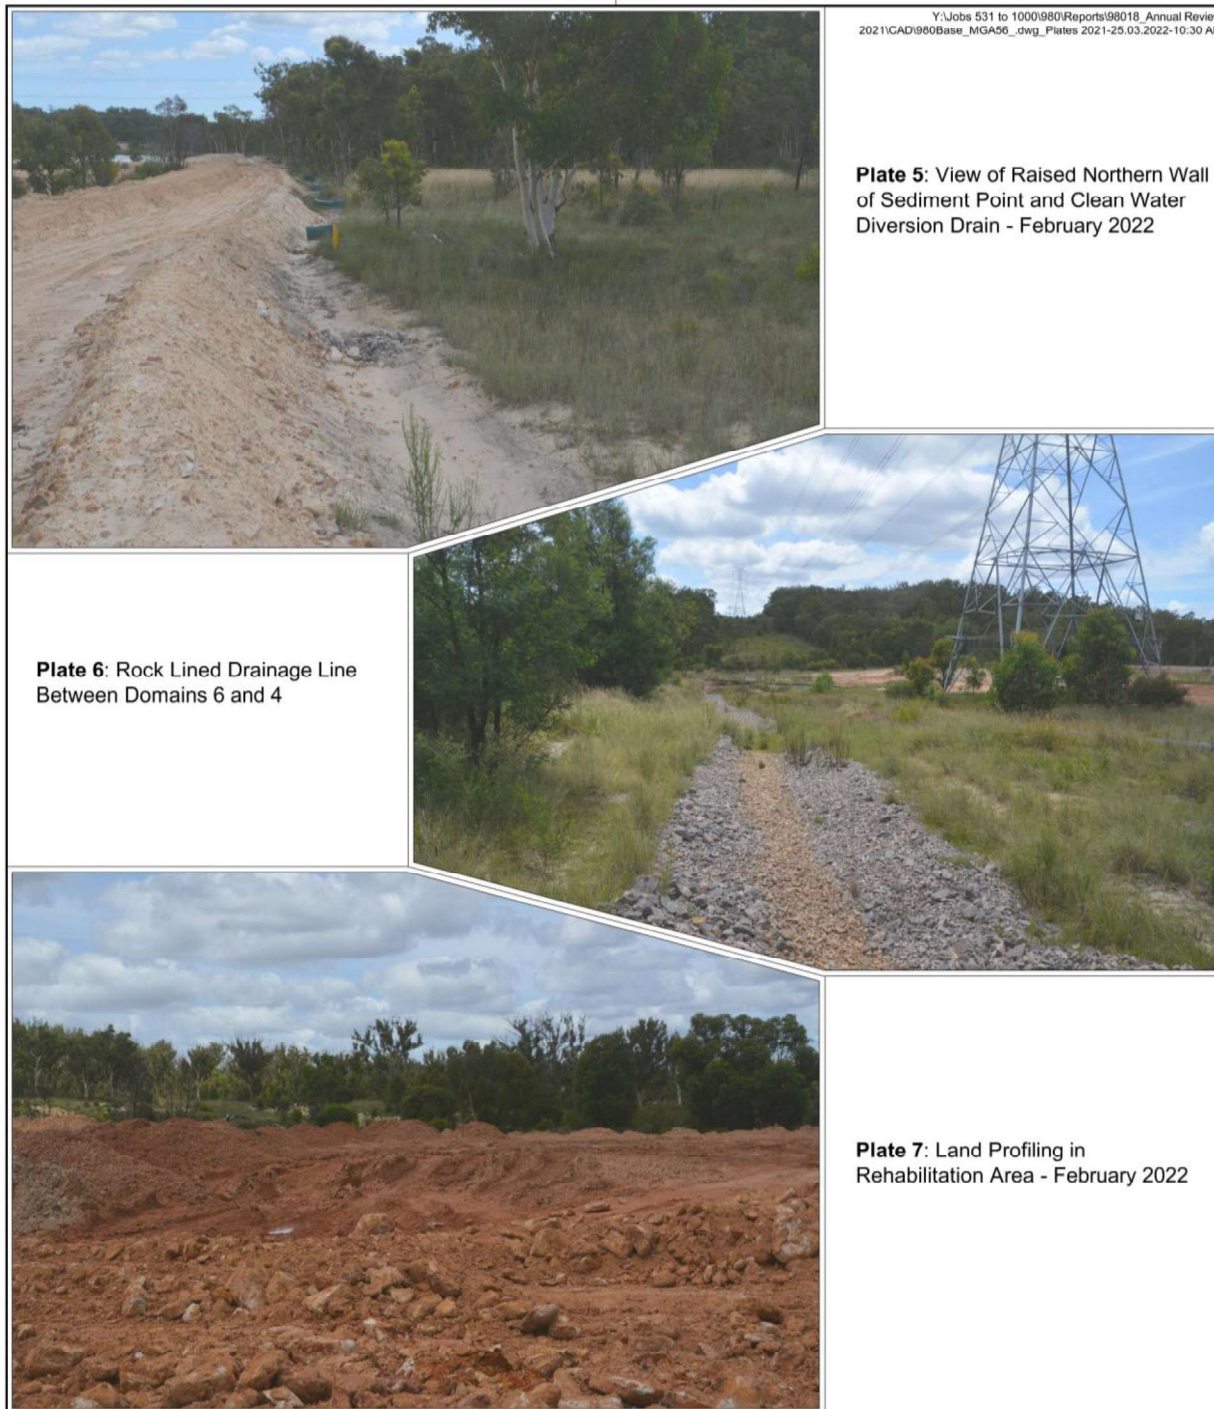 Y:\Jobs 531 to 1000\980\Reports\98018_Annual Review
2021\CAD\980Base_MGA56_.dwg_Plates 2021-25.03.2022-10:30 AM
Plate 5: View of Raised Northern Wall
of Sediment Point and Clean Water
Diversion Drain - February 2022
Plate 6: Rock Lined Drainage Line
Between Domains 6 and 4
Plate 7: Land Profiling in
Rehabilitation Area - February 2022